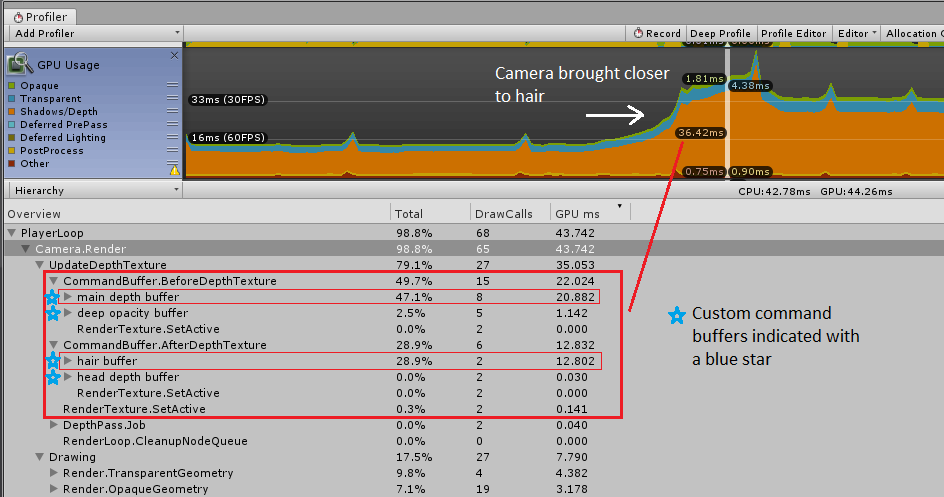 Profiler
Add Profiler
Record
Deep Profile
Profile Editor
Editor
Allocation C
GPU Usage
Opaque
Transparent
Shadows/Depth
Deferred PrePass
Deferred Lighting
PostProcess
Other
33ms (30FPS)
16ms (60FPS)
Camera brought closer
to hair
1.81ms
4.38ms
36.42ms
0.75ms
0.90ms
Hierarchy
CPU:42.78ms GPU:44.26ms
Overview Total DrawCalls GPU ms
PlayerLoop 98.8% 68 43.742
Camera.Render 98.8% 65 43.742
UpdateDepthTexture 79.1% 27 35.053
CommandBuffer.BeforeDepthTexture 49.7% 15 22.024
main depth buffer 47.1% 8 20.882
deep opacity buffer 2.5% 5 1.142
RenderTexture.SetActive 0.0% 2 0.000
CommandBuffer.AfterDepthTexture 28.9% 6 12.832
hair buffer 28.9% 2 12.802
head depth buffer 0.0% 2 0.030
RenderTexture.SetActive 0.0% 2 0.000
RenderTexture.SetActive 0.3% 2 0.141
DepthPass.Job 0.0% 2 0.040
RenderLoop.CleanupNodeQueue 0.0% 0 0.000
Drawing 17.5% 27 7.790
Render.TransparentGeometry 9.8% 4 4.382
Render.OpaqueGeometry 7.1% 19 3.178
Custom command
buffers indicated with
a blue star